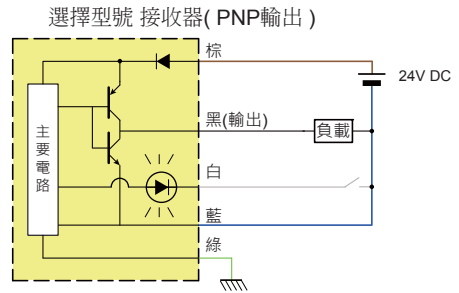 選擇型號 接收器( PNP輸出 )
棕
24V DC
黑(輸出)
負載
主要電路
白
藍
綠